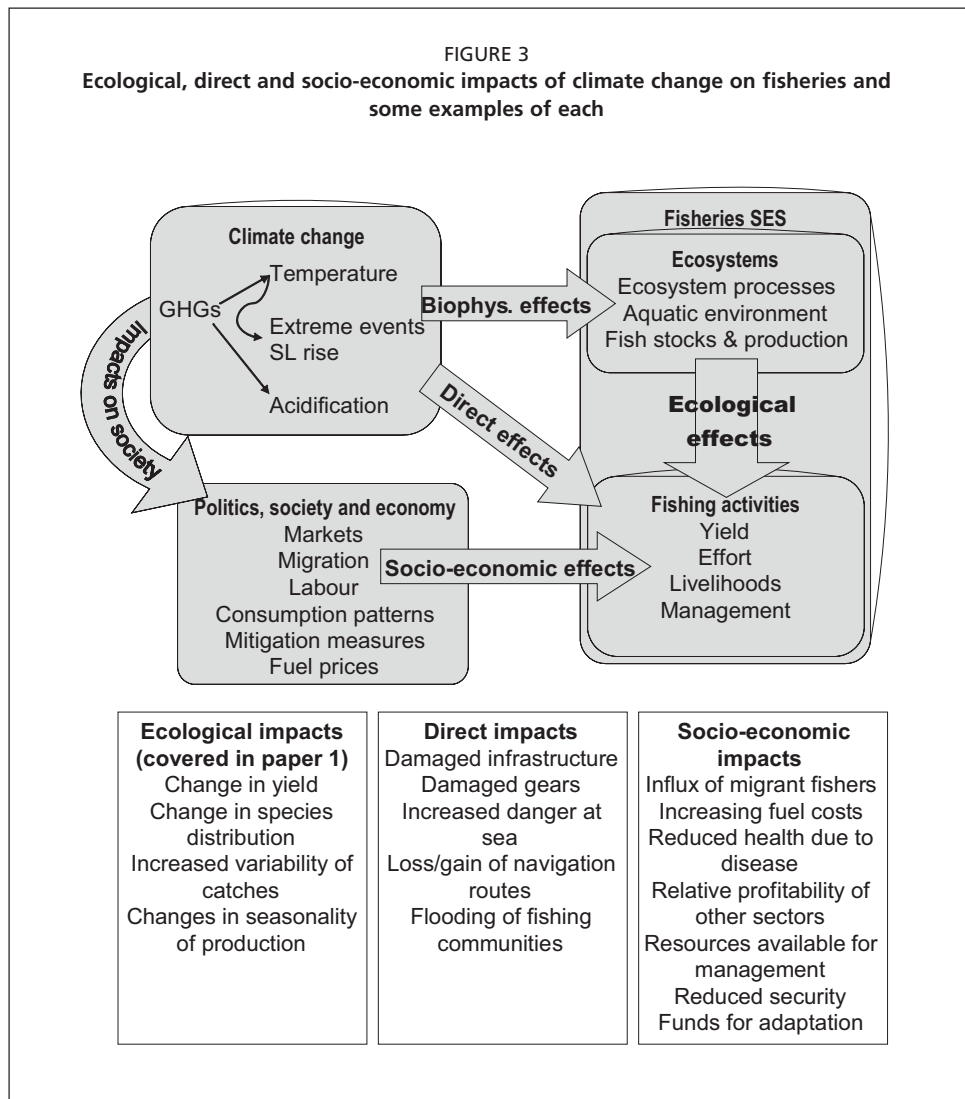 FIGURE 3
Ecological, direct and socio-economic impacts of climate change on fisheries and
some examples of each
Climate change
GHGs
Temperature
Extreme events
SL rise
Acidification
Impacts on society
Biophys. effects
Direct effects
Fisheries SES
Ecosystems
Ecosystem processes
Aquatic environment
Fish stocks & production
Ecological
effects
Politics, society and economy
Markets
Migration
Labour
Consumption patterns
Mitigation measures
Fuel prices
Socio-economic effects
Fishing activities
Yield
Effort
Livelihoods
Management
Ecological impacts
(covered in paper 1)
Change in yield
Change in species
distribution
Increased variability of
catches
Changes in seasonality
of production
Direct impacts
Damaged infrastructure
Damaged gears
Increased danger at
sea
Loss/gain of navigation
routes
Flooding of fishing
communities
Socio-economic
impacts
Influx of migrant fishers
Increasing fuel costs
Reduced health due to
disease
Relative profitability of
other sectors
Resources available for
management
Reduced security
Funds for adaptation